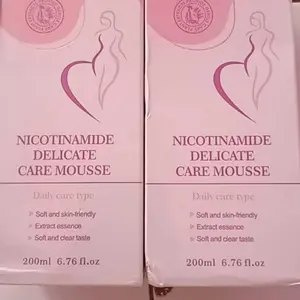 NICOTINAMIDE
DELICATE
CARE MOUSSE
Daily care type
Soft and skin-friendly
Extract essence
Soft and clear taste
200ml 6.76 fl.oz
NICOTINAMIDE
DELICATE
CARE MOUSSE
Daily care type
Soft and skin-friendly
Extract essence
Soft and clear taste
200ml 6.76 fl.oz